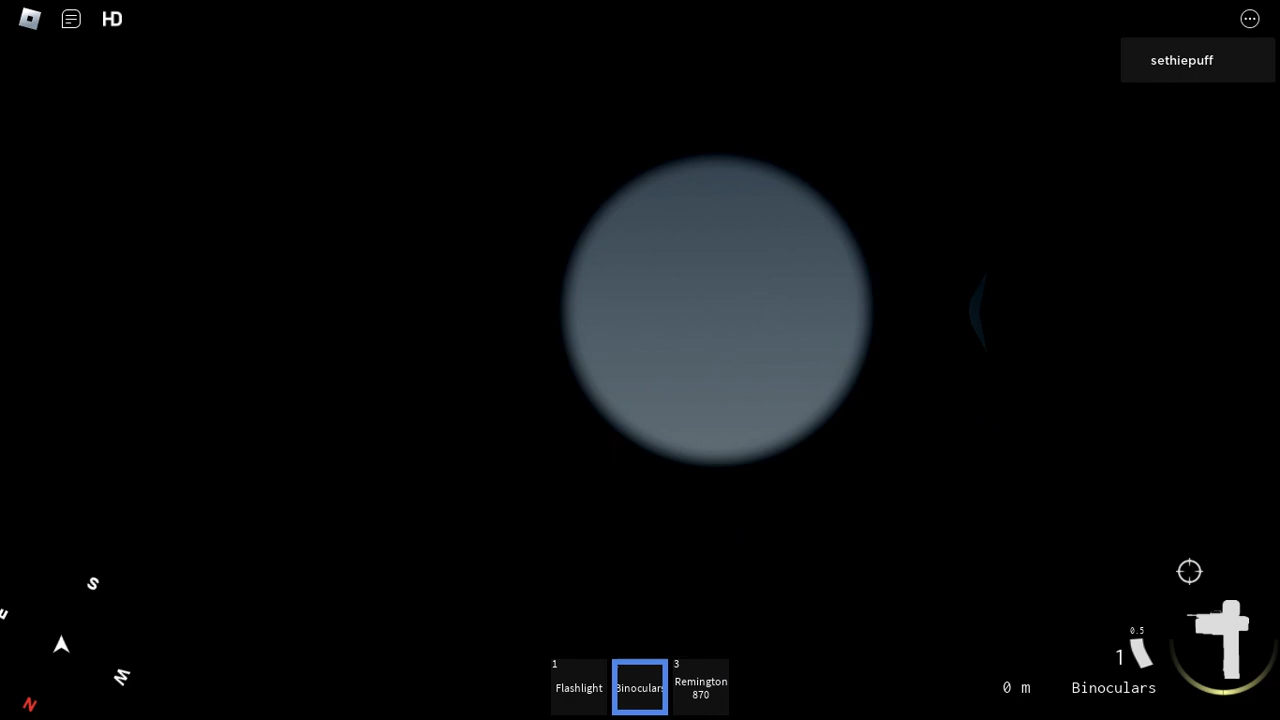 HD
sethiepuff
S
E
W
N
1
Flashlight
Binoculars
3
Remington
870
0.5
1
0 m
Binoculars